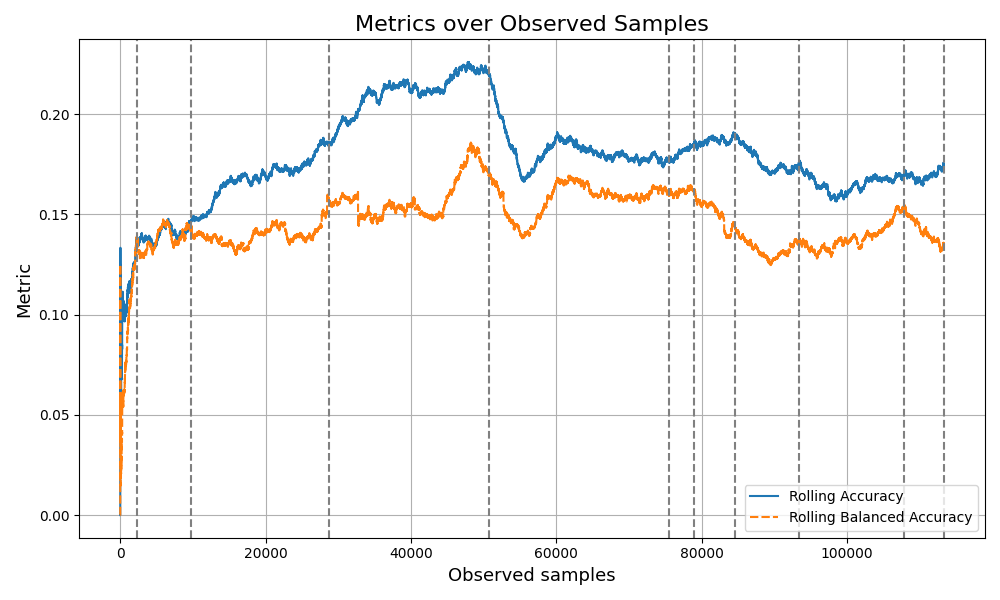 Metrics over Observed Samples
Metric
0.20
0.15
0.10
0.05
0.00
0
20000
40000
60000
80000
100000
Observed samples
Rolling Accuracy
Rolling Balanced Accuracy